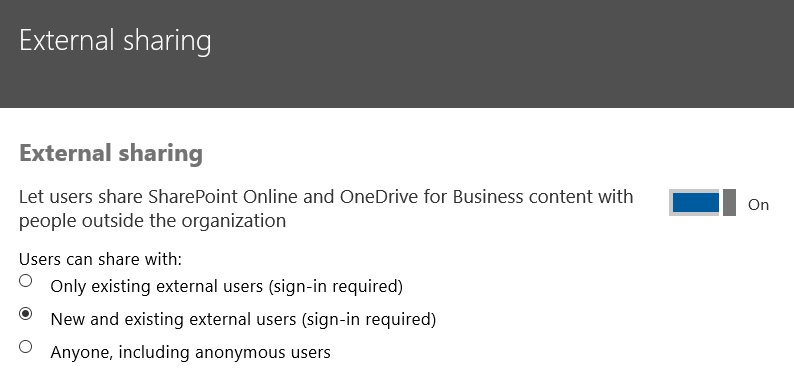 External sharing
External sharing
Let users share SharePoint Online and OneDrive for Business content with
people outside the organization
On
Users can share with:
Only existing external users (sign-in required)
New and existing external users (sign-in required)
Anyone, including anonymous users